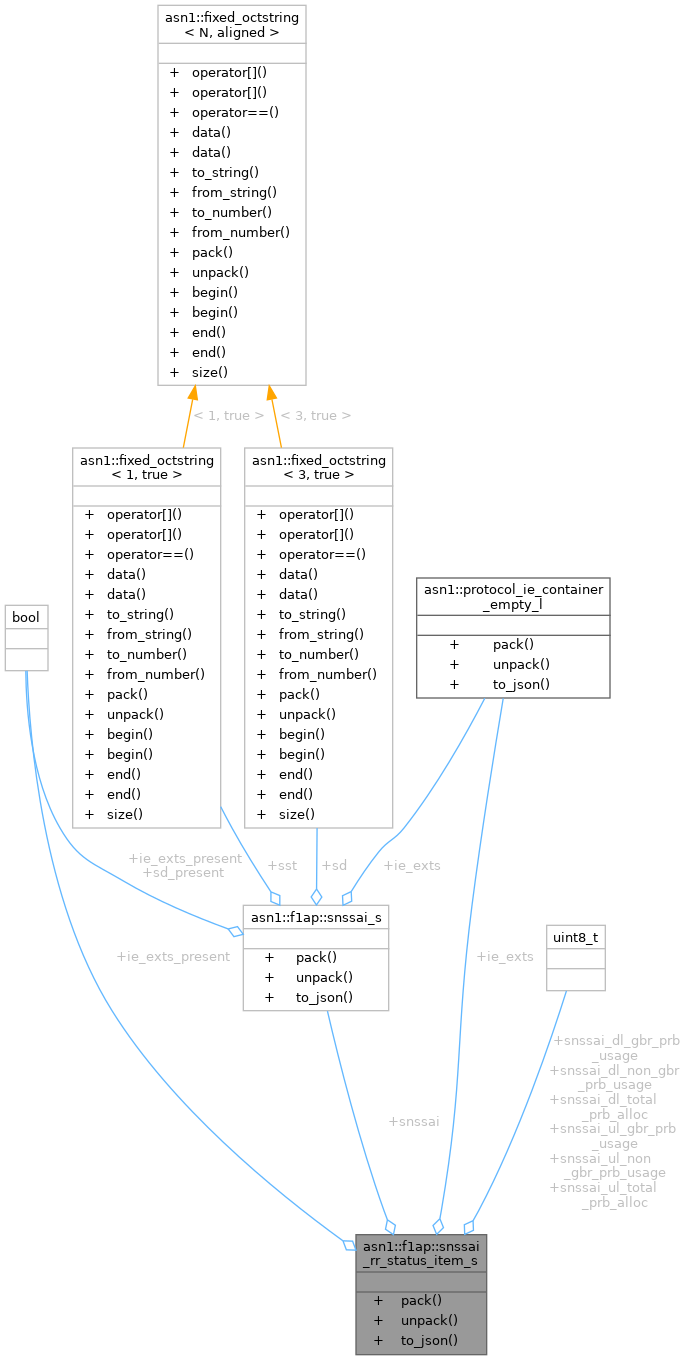 asn1::fixed_octstring
< N, aligned >
+ operator[]()
+ operator[]()
+ operator==()
+ data()
+ data()
+ to_string()
+ from_string()
+ to_number()
+ from_number()
+ pack()
+ unpack()
+ begin()
+ begin()
+ end()
+ end()
+ size()
< 1, true >
< 3, true >
asn1::fixed_octstring
< 1, true >
+ operator[]()
+ operator[]()
+ operator==()
+ data()
+ data()
+ to_string()
+ from_string()
+ to_number()
+ from_number()
+ pack()
+ unpack()
+ begin()
+ begin()
+ end()
+ end()
+ size()
asn1::fixed_octstring
< 3, true >
+ operator[]()
+ operator[]()
+ operator==()
+ data()
+ data()
+ to_string()
+ from_string()
+ to_number()
+ from_number()
+ pack()
+ unpack()
+ begin()
+ begin()
+ end()
+ end()
+ size()
asn1::protocol_ie_container
_empty_l
+ pack()
+ unpack()
+ to_json()
bool
+ie_exts_present
+sd_present
+sst
+sd
+ie_exts
asn1::f1ap::snssai_s
+ pack()
+ unpack()
+ to_json()
uint8_t
+ie_exts_present
+ie_exts
+snssai_dl_gbr_prb
_usage
+snssai_dl_non_gbr
_prb_usage
+snssai_dl_total
_prb_alloc
+snssai_ul_gbr_prb
_usage
+snssai_ul_non
_gbr_prb_usage
+snssai_ul_total
_prb_alloc
+snssai
asn1::f1ap::snssai
_rr_status_item_s
+ pack()
+ unpack()
+ to_json()